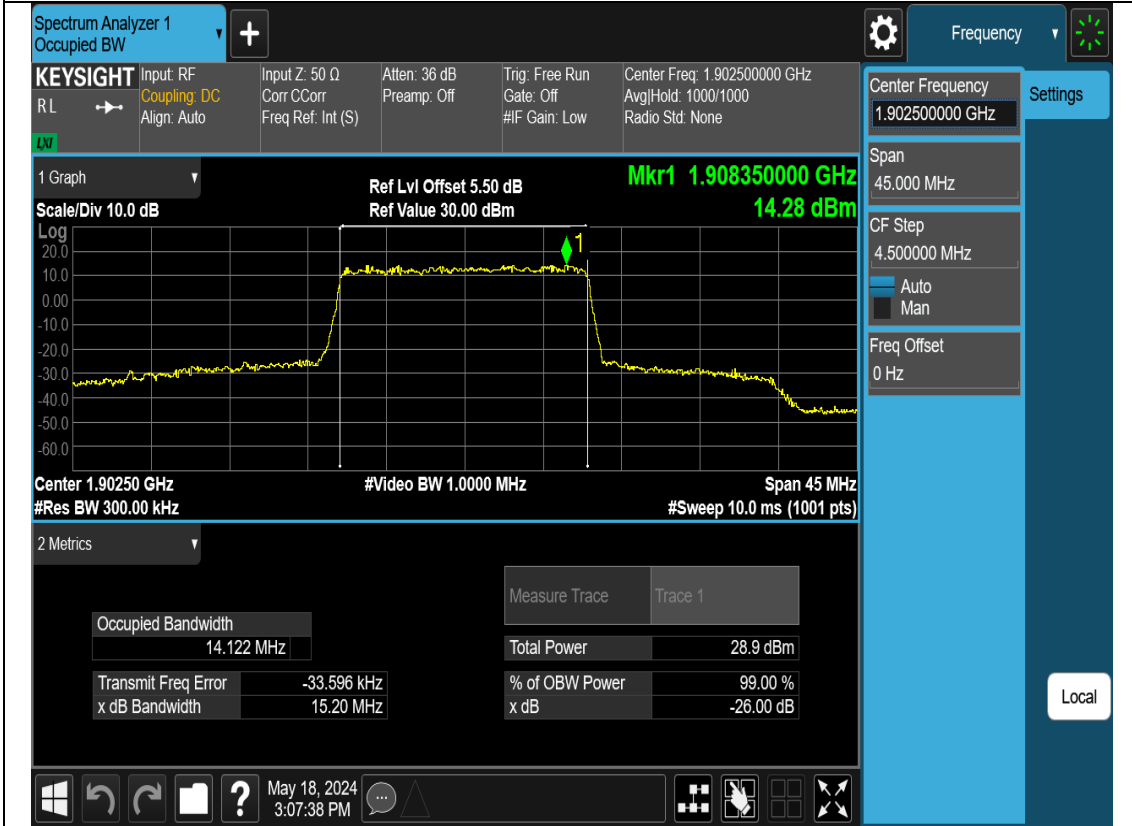 Spectrum Analyzer 1
Occupied BW
+
Frequency
KEYSIGHT
R L
LXI
Input: RF
Coupling: DC
Align: Auto
Input Z: 50 Ω
Corr CCorr
Freq Ref: Int (S)
Atten: 36 dB
Preamp: Off
Trig: Free Run
Gate: Off
#IF Gain: Low
Center Freq: 1.902500000 GHz
Avg|Hold: 1000/1000
Radio Std: None
Center Frequency
1.902500000 GHz
Settings
Span
45.000 MHz
CF Step
4.500000 MHz
Auto
Man
Freq Offset
0 Hz
Local
1 Graph
Scale/Div 10.0 dB
Ref Lvl Offset 5.50 dB
Ref Value 30.00 dBm
Mkr1 1.908350000 GHz
14.28 dBm
Log
1
20.0
10.0
0.00
-10.0
-20.0
-30.0
-40.0
-50.0
-60.0
Center 1.90250 GHz
#Res BW 300.00 kHz
#Video BW 1.0000 MHz
Span 45 MHz
#Sweep 10.0 ms (1001 pts)
2 Metrics
Measure Trace Trace 1
Occupied Bandwidth
14.122 MHz
Total Power 28.9 dBm
Transmit Freq Error -33.596 kHz
% of OBW Power 99.00 %
x dB Bandwidth 15.20 MHz
x dB -26.00 dB
?
May 18, 2024
3:07:38 PM